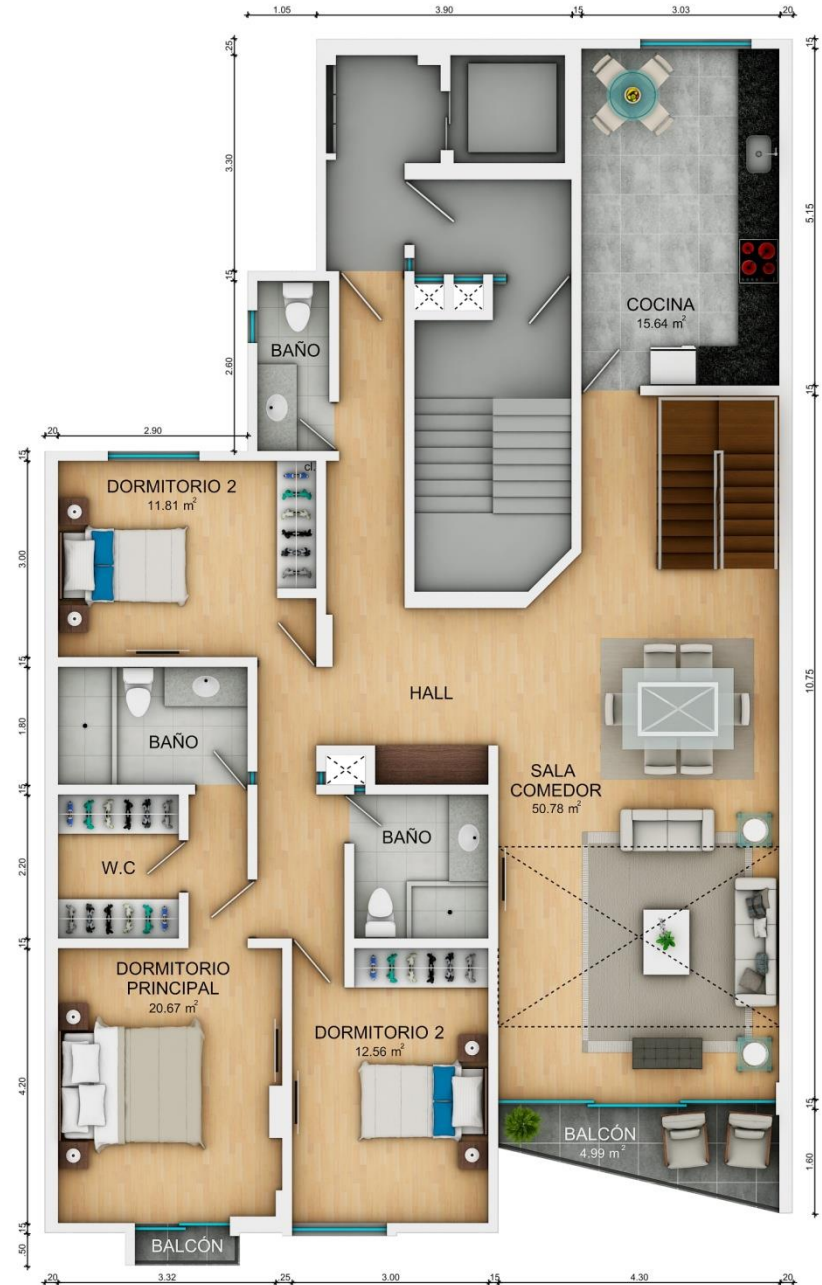 1.05
3.90
.15
3.03
.20
.25
.15
3.30
5.15
COCINA
15.64 m²
.15
BAÑO
2.60
.15
.20
2.90
.15
cl.
DORMITORIO 2
11.81 m²
3.00
.15
HALL
10.75
BAÑO
1.80
SALA
COMEDOR
50.78 m²
.15
BAÑO
W.C
2.20
.15
DORMITORIO
PRINCIPAL
20.67 m²
DORMITORIO 2
12.56 m²
4.20
.15
BALCÓN
4.99 m²
1.60
.15
BALCÓN
.50
.20
3.32
.25
3.00
.15
4.30
.20